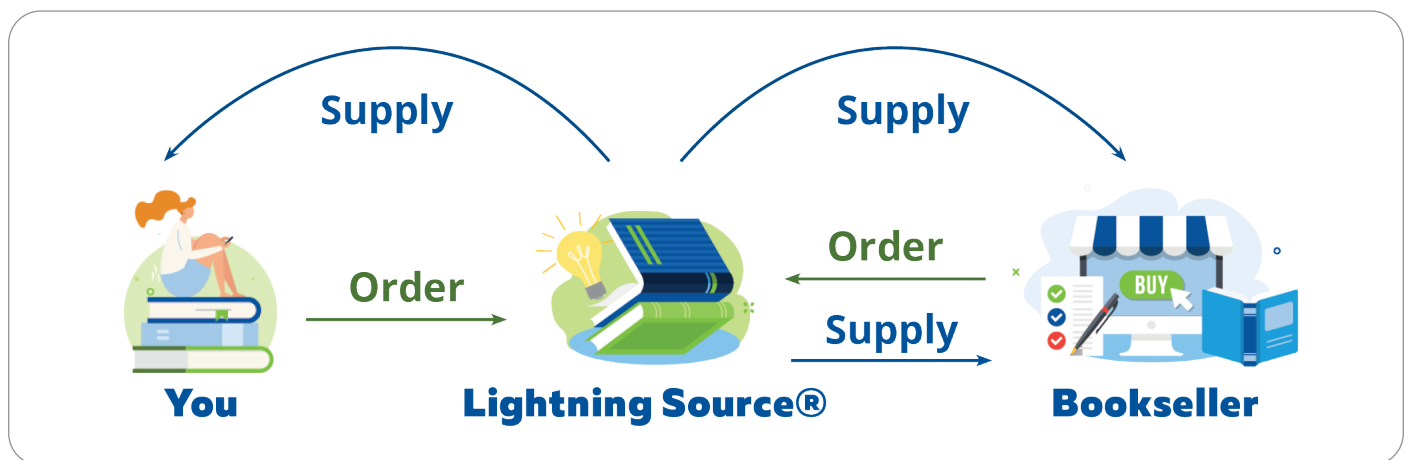 Supply
Supply
Order
Order
Supply
BUY
You
Lightning Source®
Bookseller